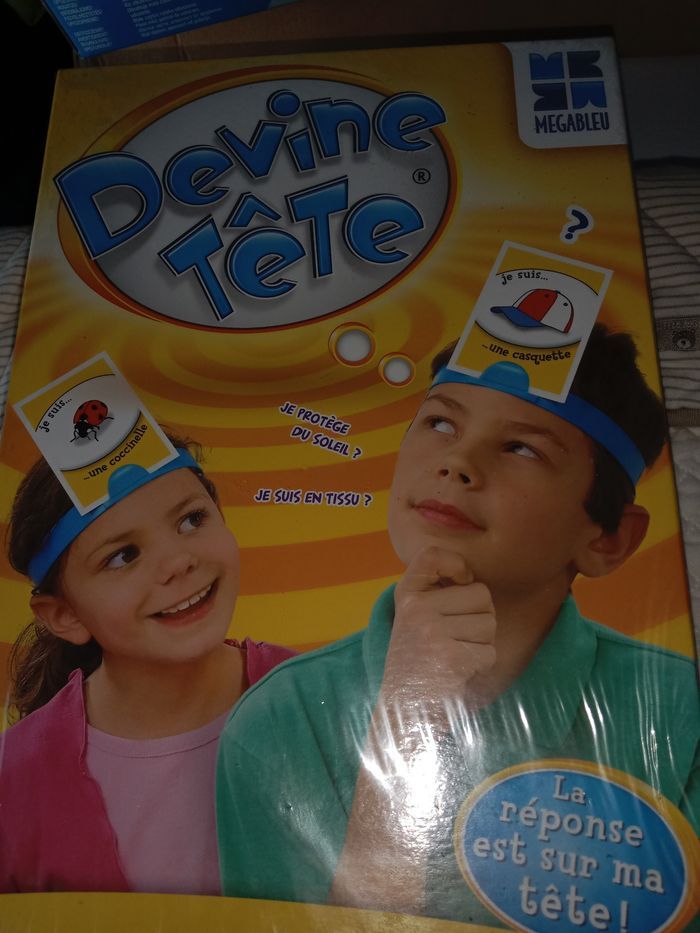 MEGABLEU
Devine
TêTe®
?
je suis...
...une casquette
je suis...
...une coccinelle
JE PROTÈGE
DU SOLEIL ?
JE SUIS EN TISSU ?
La
réponse
est sur ma
tête !